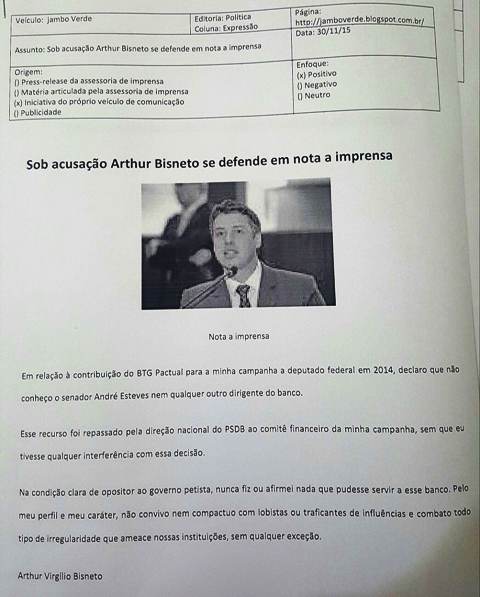 Veículo: jambo Verde
Editoria: Política
Coluna: Expressão
Página:
http://jamboverde.blogspot.com.br/
Assunto: Sob acusação Arthur Bisneto se defende em nota a imprensa
Data: 30/11/15
Origem:
() Press-release da assessoria de imprensa
() Matéria articulada pela assessoria de imprensa
(x) Iniciativa do próprio veículo de comunicação
() Publicidade
Enfoque:
(x) Positivo
() Negativo
() Neutro
Sob acusação Arthur Bisneto se defende em nota a imprensa
Nota a imprensa
Em relação à contribuição do BTG Pactual para a minha campanha a deputado federal em 2014, declaro que não
conheço o senador André Esteves nem qualquer outro dirigente do banco.
Esse recurso foi repassado pela direção nacional do PSDB ao comitê financeiro da minha campanha, sem que eu
tivesse qualquer interferência com essa decisão.
Na condição clara de opositor ao governo petista, nunca fiz ou afirmei nada que pudesse servir a esse banco. Pelo
meu perfil e meu caráter, não convivo nem compactuo com lobistas ou traficantes de influências e combato todo
tipo de irregularidade que ameace nossas instituições, sem qualquer exceção.
Arthur Virgílio Bisneto